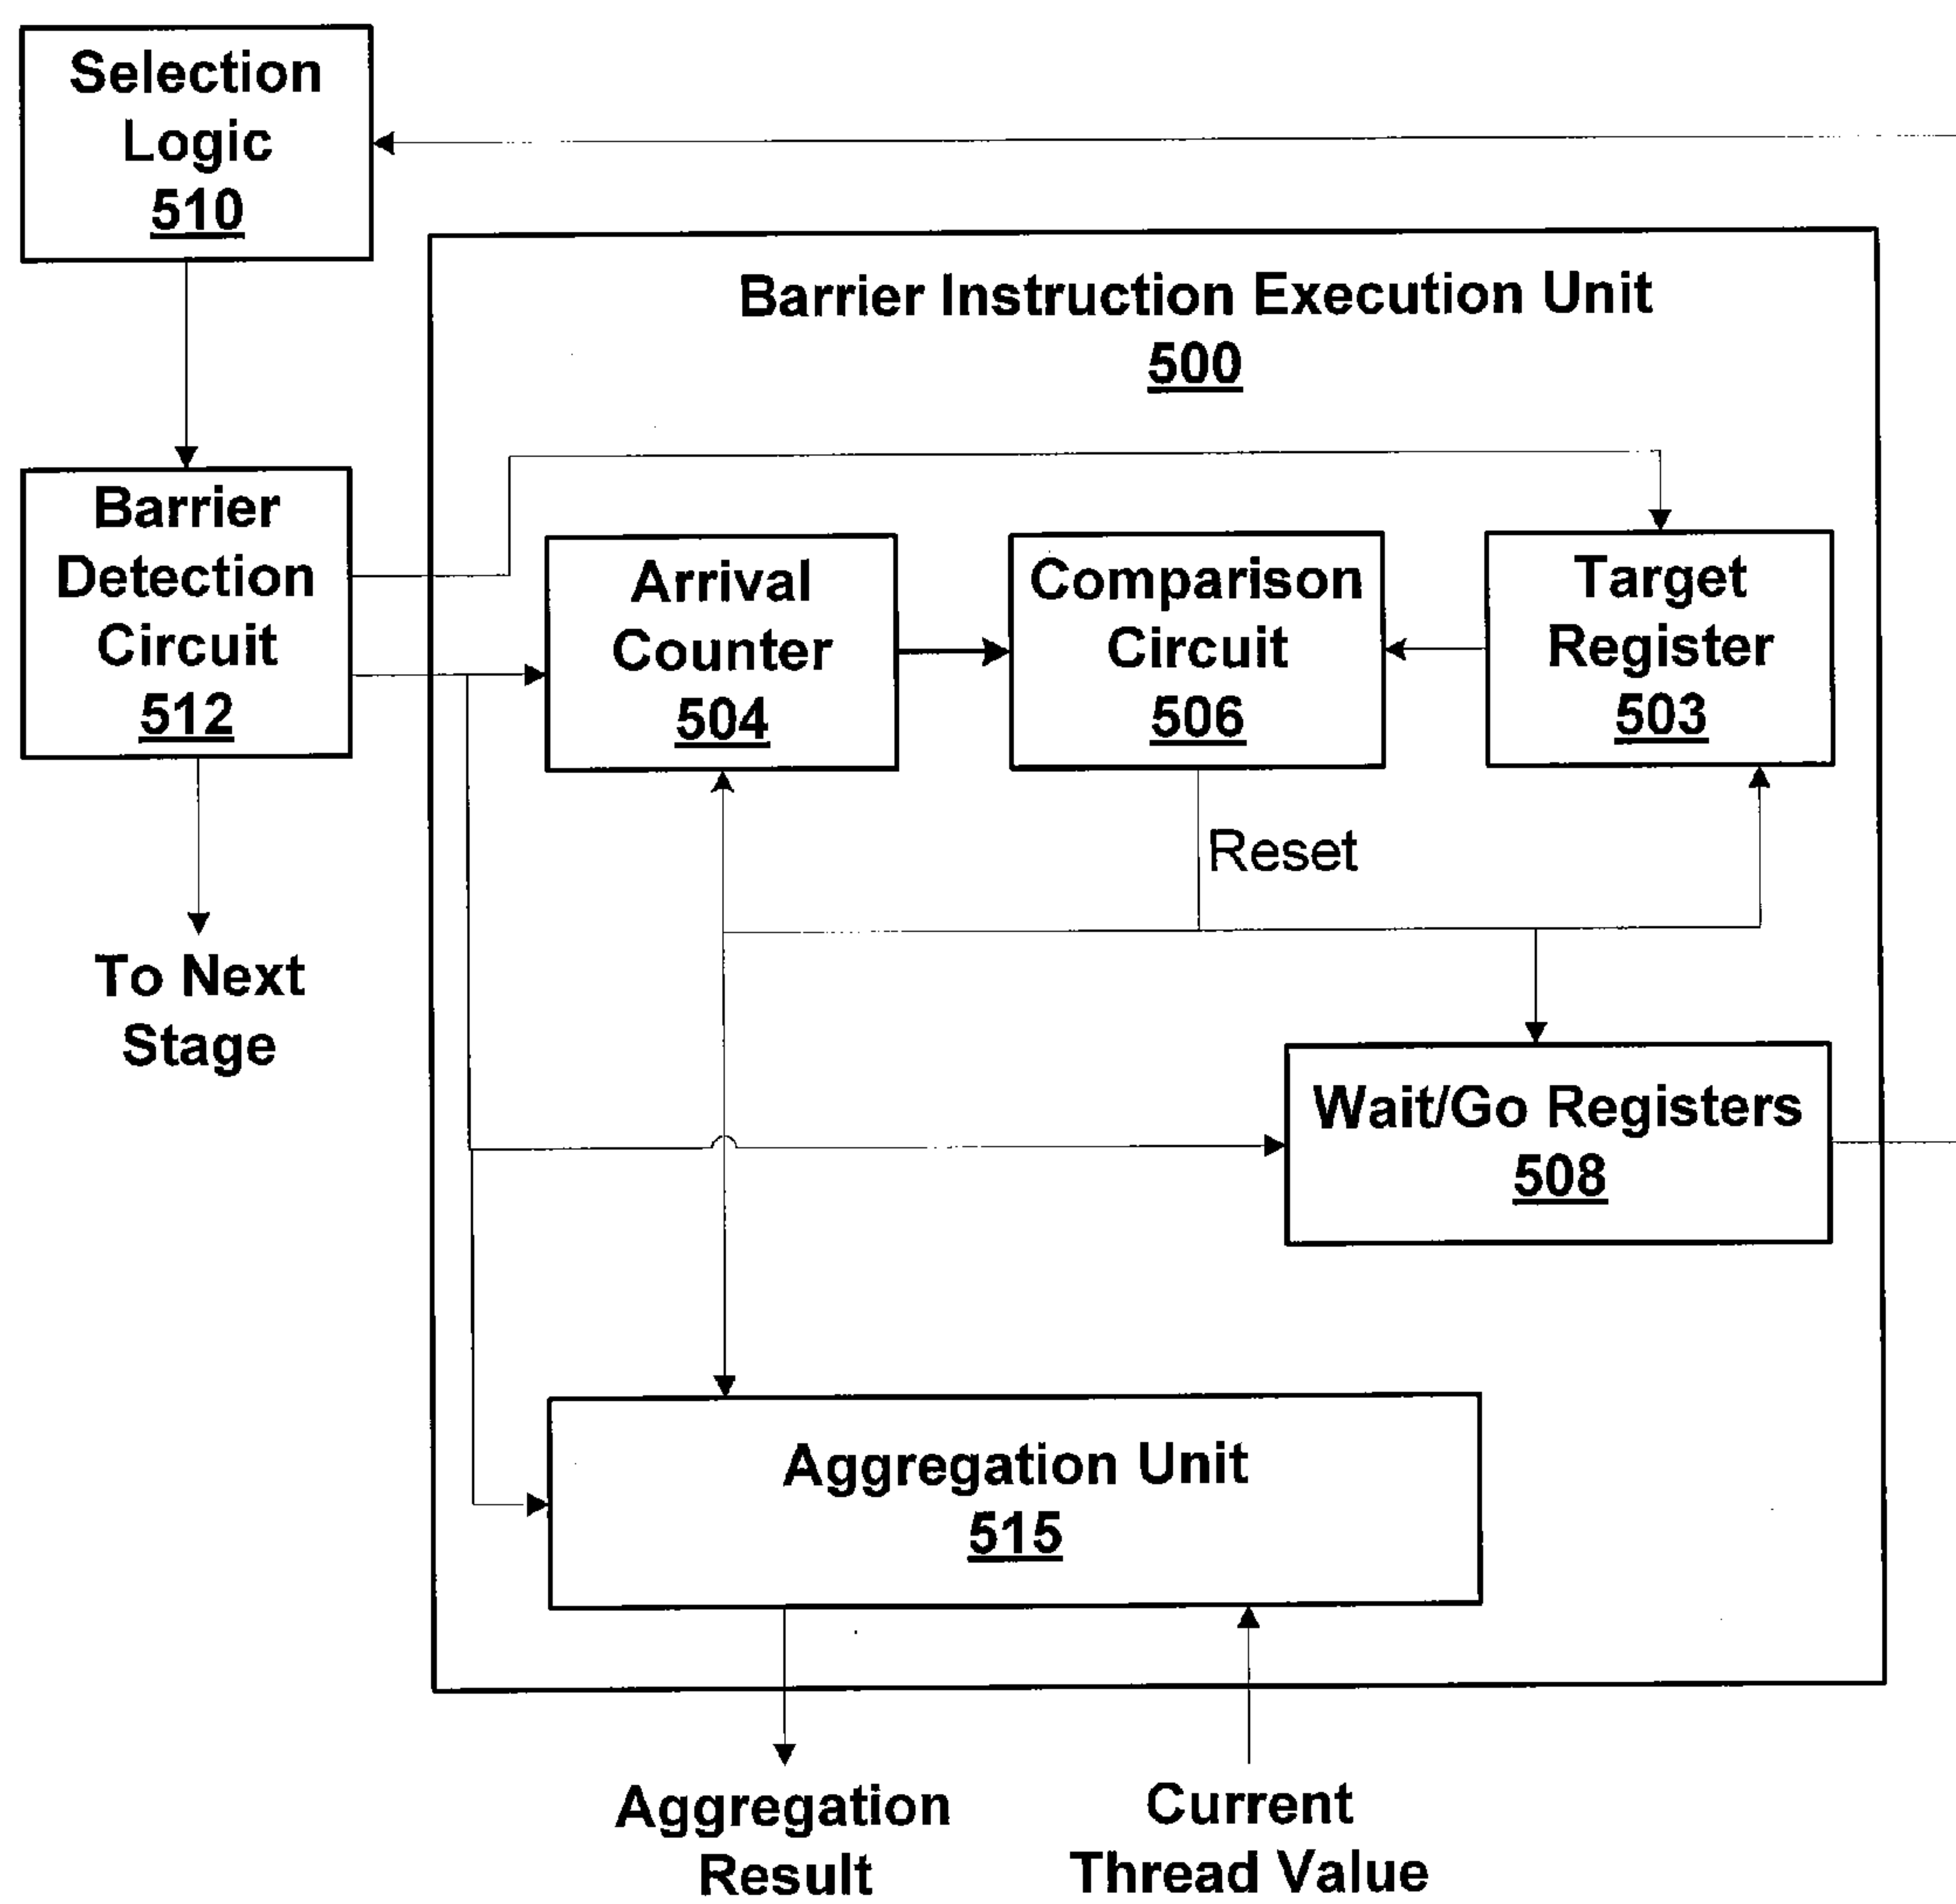 Selection
Logic
510
Barrier Instruction Execution Unit
500
Barrier
Detection
Circuit
512
Arrival
Counter
504
Comparison
Circuit
506
Target
Register
503
Reset
To Next
Stage
Wait/Go Registers
508
Aggregation Unit
515
Aggregation
Result
Current
Thread Value